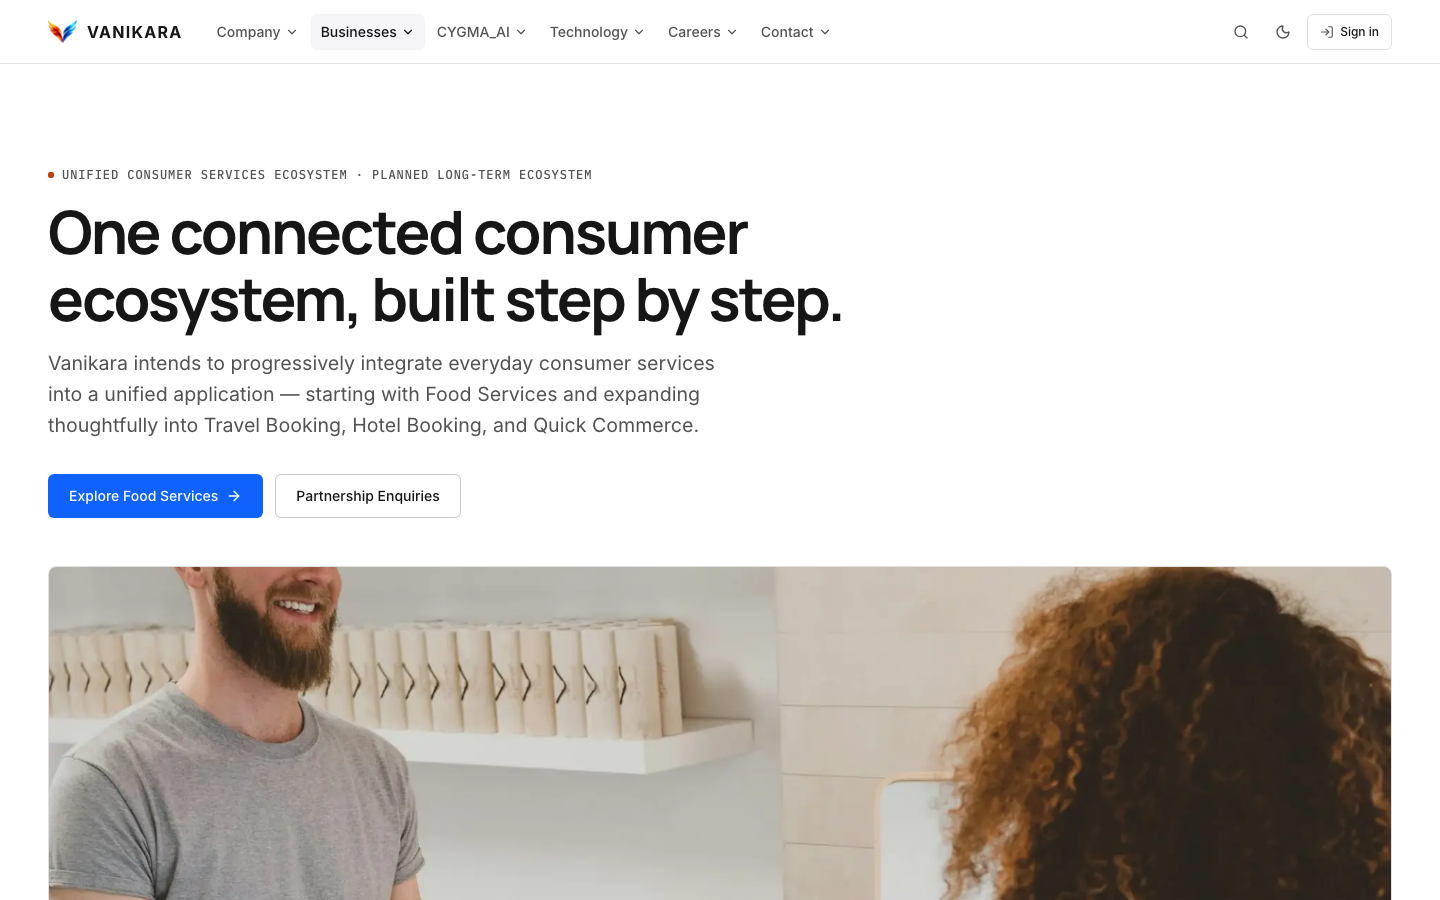 VANIKARA
Company
Businesses
CYGMA_AI
Technology
Careers
Contact
Sign in
UNIFIED CONSUMER SERVICES ECOSYSTEM · PLANNED LONG-TERM ECOSYSTEM
One connected consumer
ecosystem, built step by step.
Vanikara intends to progressively integrate everyday consumer services
into a unified application — starting with Food Services and expanding
thoughtfully into Travel Booking, Hotel Booking, and Quick Commerce.
Explore Food Services
Partnership Enquiries